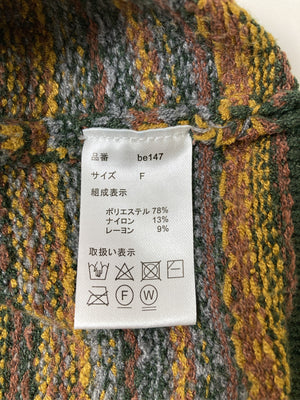 品番 be147
サイズ F
組成表示
ポリエステル 78%
ナイロン 13%
レーヨン 9%
取扱い表示
F W